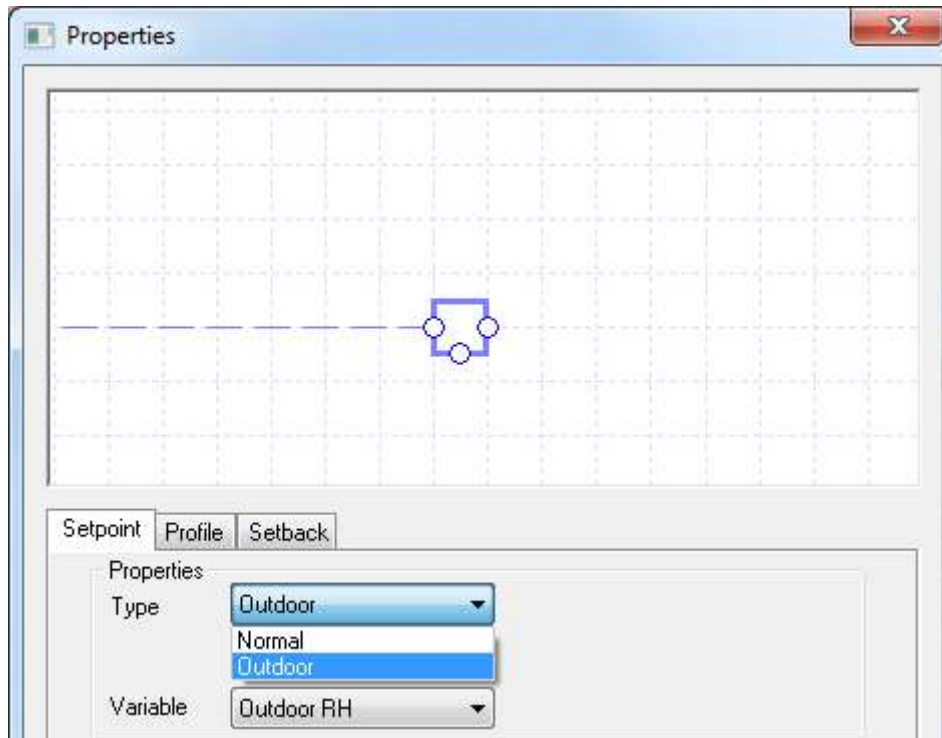 Properties
Setpoint Profile Setback
Properties
Type Outdoor
Normal
Outdoor
Variable Outdoor RH